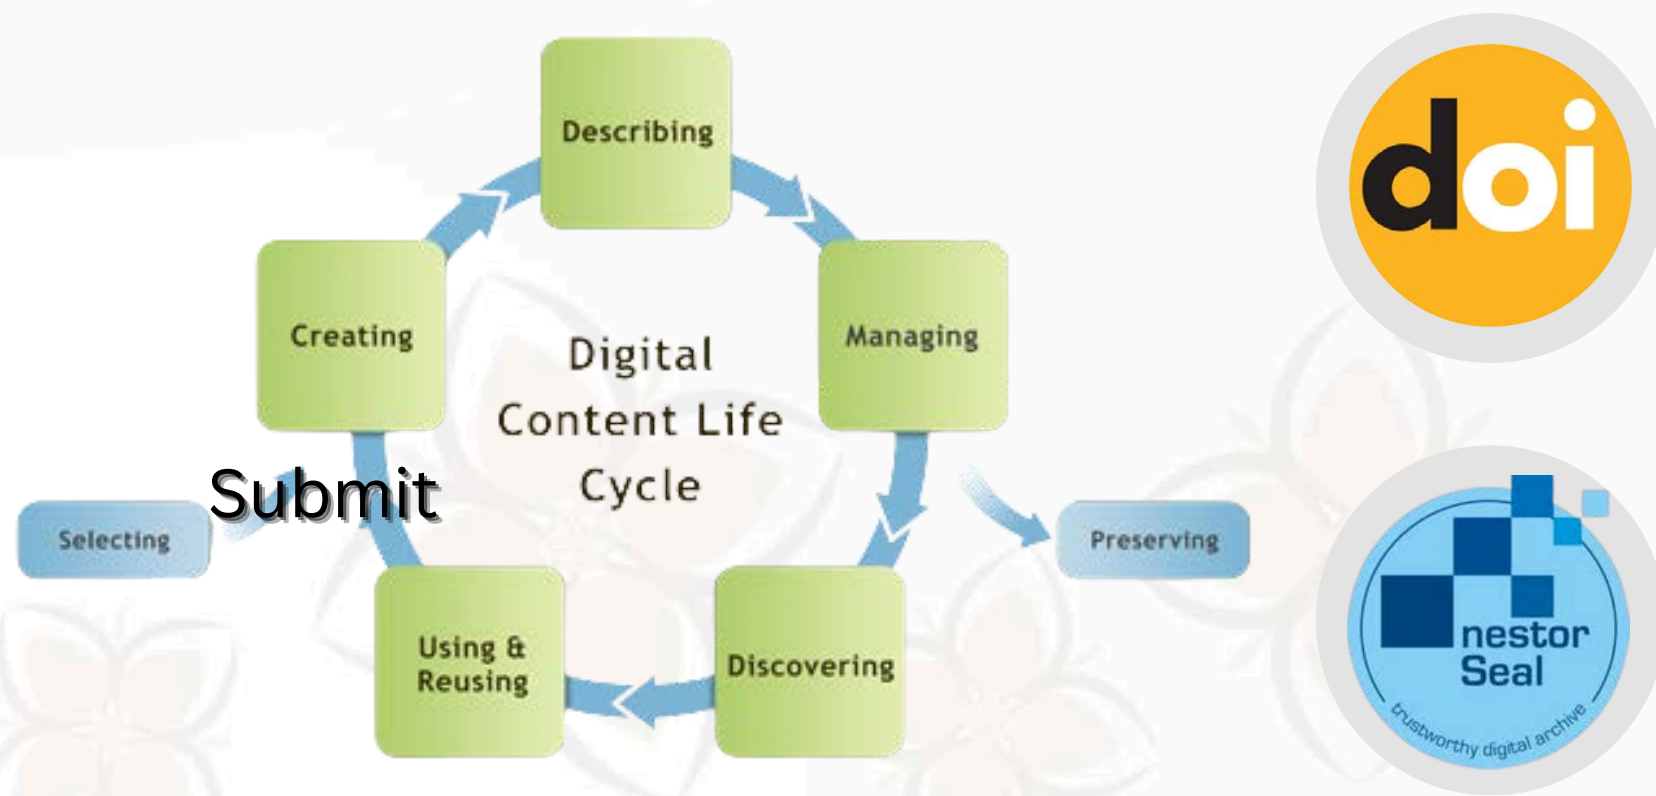 Describing
Creating
Managing
Digital
Content Life
Cycle
Submit
Selecting
Preserving
Using &
Reusing
Discovering
doi
nestor
Seal
trustworthy digital archive